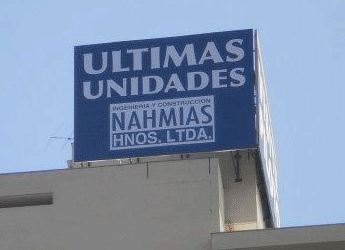 ULTIMAS
UNIDADES
INGENIERIA Y CONSTRUCCION
NAHMIAS
HNOS. LTDA.